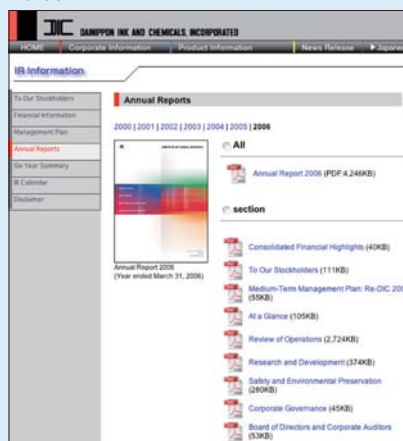 DIC DAINIPPON INK AND CHEMICALS, INCORPORATED
HOME Corporate Information Product Information News Release
IR Information
To Our Stockholders
Financial Information
Management Plan
Annual Reports
Six Year Summary
IR Calendar
Disclaimer
Annual Reports
2000 | 2001 | 2002 | 2003 | 2004 | 2005 | 2006
Annual Report 2006
(Year ended March 31, 2006)
All
Annual Report 2006 (PDF:4,246KB)
section
Consolidated Financial Highlights (40KB)
To Our Stockholders (111KB)
Medium-Term Management Plan: Re-DIC
(55KB)
At a Glance (105KB)
Review of Operations (2,724KB)
Research and Development (374KB)
Safety and Environmental Preservation
(280KB)
Corporate Governance (45KB)
Board of Directors and Corporate Auditors
(53KB)